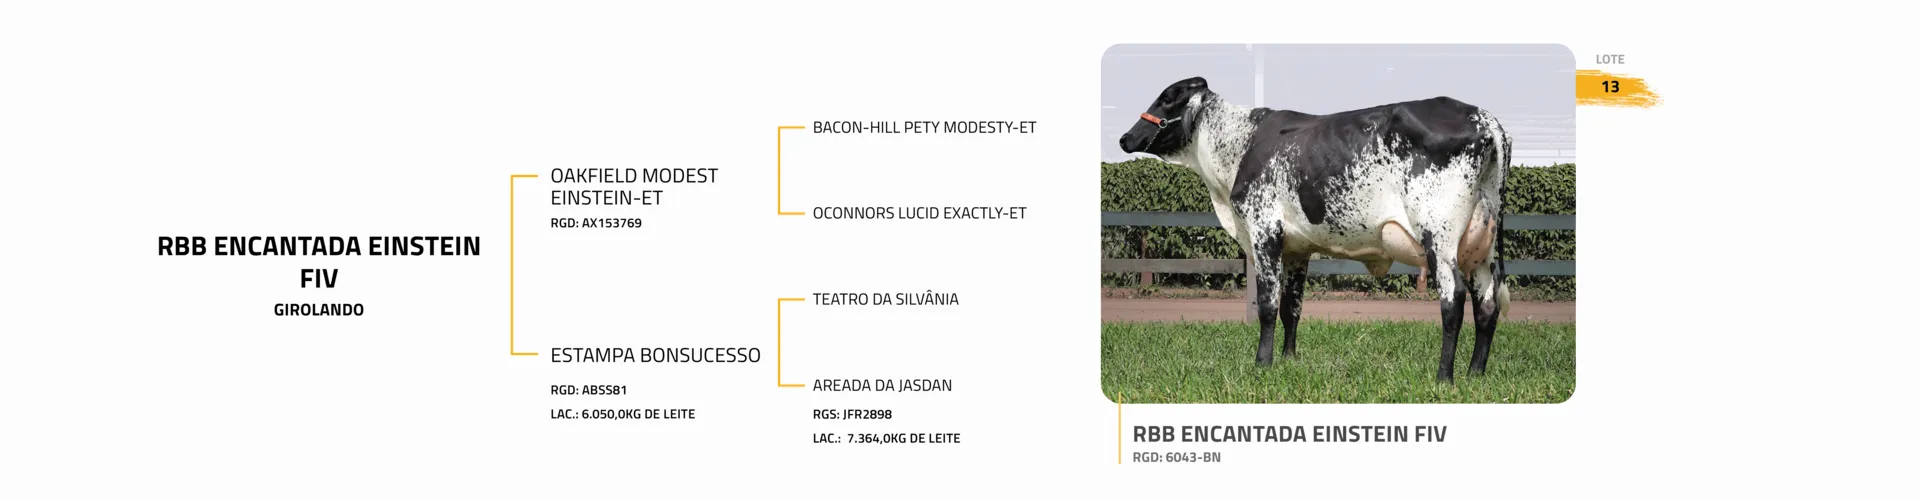 RBB ENCANTADA EINSTEIN
FIV
GIROLANDO
OAKFIELD MODEST
EINSTEIN-ET
RGD: AX153769
ESTAMPA BONSUCESSO
RGD: ABSS81
LAC.: 6.050,0KG DE LEITE
BACON-HILL PETY MODESTY-ET
OCONNORS LUCID EXACTLY-ET
TEATRO DA SILVÂNIA
AREADA DA JASDAN
RGS: JFR2898
LAC.: 7.364,0KG DE LEITE
LOTE
13
RBB ENCANTADA EINSTEIN FIV
RGD: 6043-BN